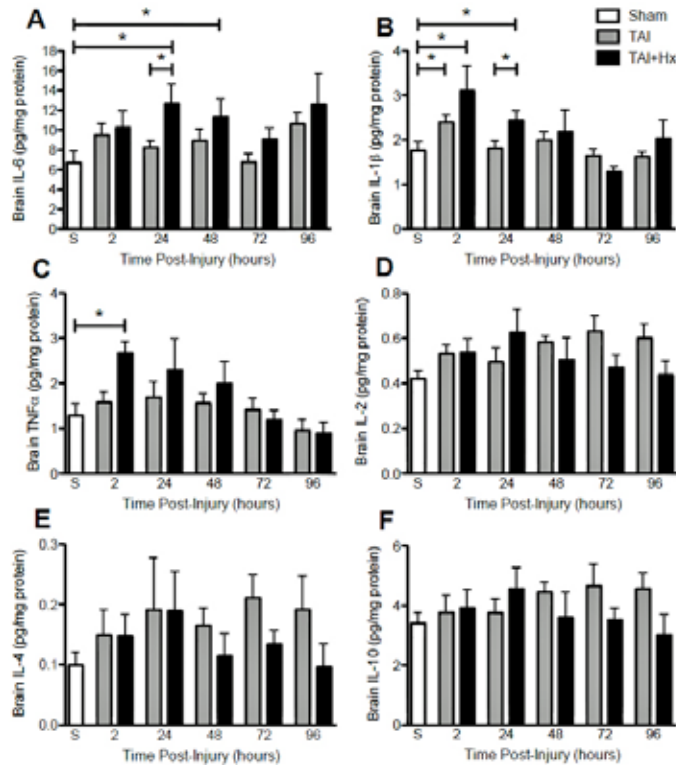 A
*
*
*
Brain IL-6 (pg/mg protein)
18
16
14
12
10
8
6
4
2
0
S 2 24 48 72 96
Time Post-Injury (hours)
B
*
*
*
*
Brain IL-1β (pg/mg protein)
4
3
2
1
0
S 2 24 48 72 96
Time Post-Injury (hours)
Sham
TAI
TAI+Hx
C
*
Brain TNFα (pg/mg protein)
4
3
2
1
0
S 2 24 48 72 96
Time Post-Injury (hours)
D
Brain IL-2 (pg/mg protein)
0.8
0.6
0.4
0.2
0.0
S 2 24 48 72 96
Time Post-Injury (hours)
E
Brain IL-4 (pg/mg protein)
0.3
0.2
0.1
0.0
S 2 24 48 72 96
Time Post-Injury (hours)
F
Brain IL-10 (pg/mg protein)
6
4
2
0
S 2 24 48 72 96
Time Post-Injury (hours)